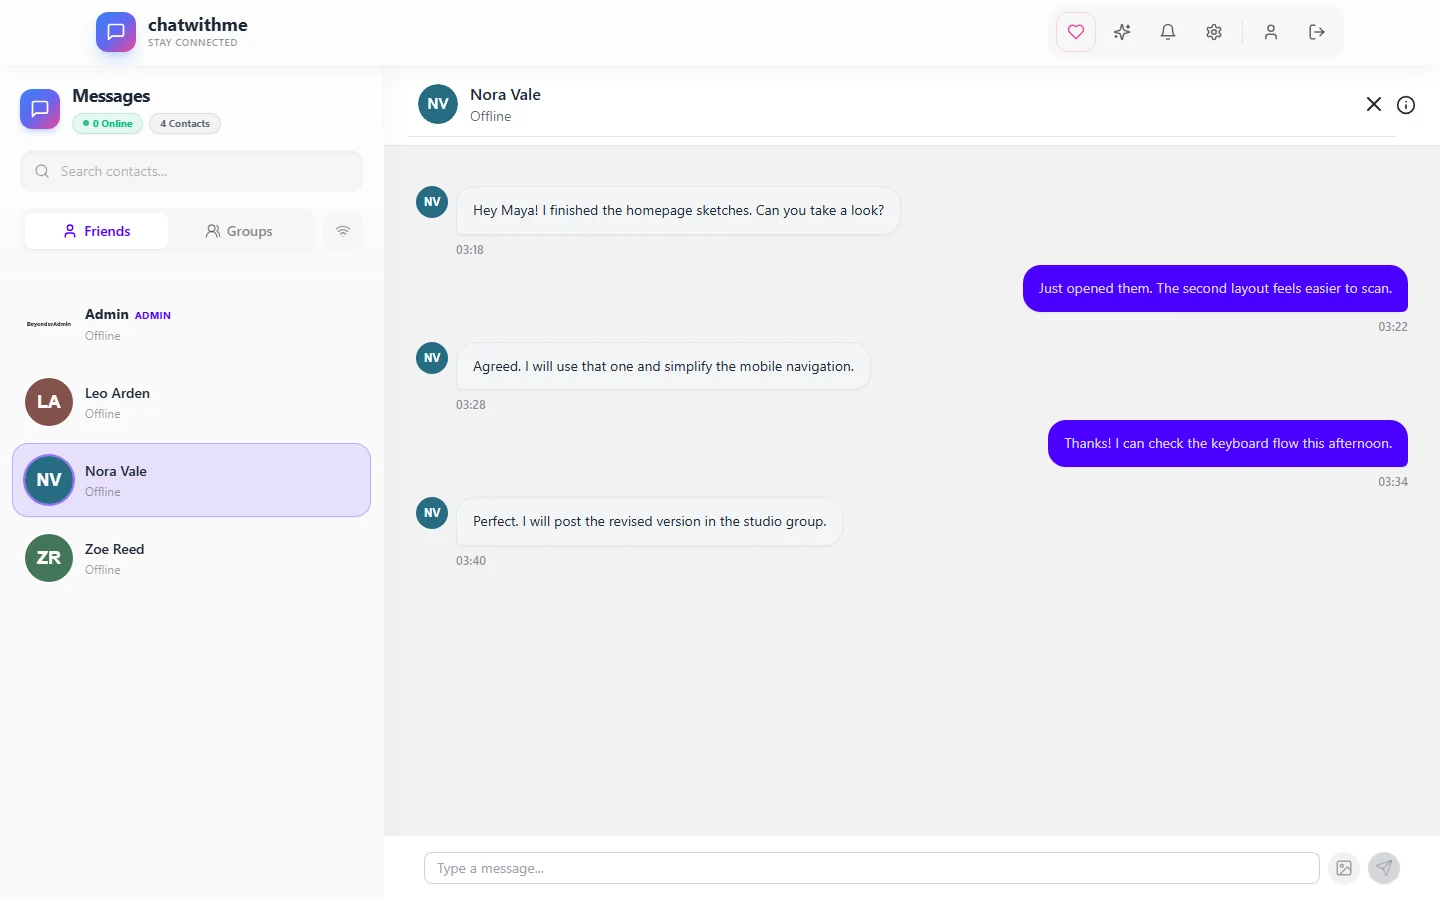 chatwithme
STAY CONNECTED
Messages
0 Online
4 Contacts
Search contacts...
Friends
Groups
BeyonderAdmin
Admin ADMIN
Offline
LA
Leo Arden
Offline
NV
Nora Vale
Offline
ZR
Zoe Reed
Offline
NV
Nora Vale
Offline
NV
Hey Maya! I finished the homepage sketches. Can you take a look?
03:18
Just opened them. The second layout feels easier to scan.
03:22
NV
Agreed. I will use that one and simplify the mobile navigation.
03:28
Thanks! I can check the keyboard flow this afternoon.
03:34
NV
Perfect. I will post the revised version in the studio group.
03:40
Type a message...